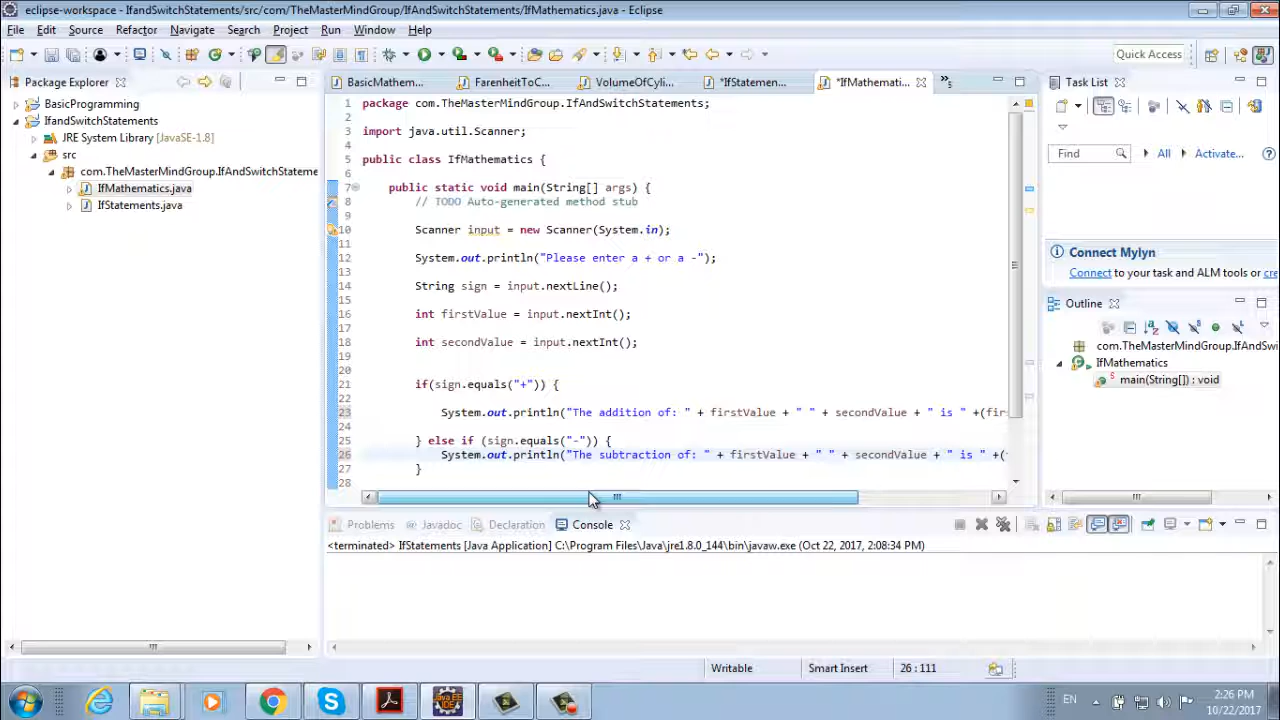 eclipse-workspace - IfandSwitchStatements/src/com/TheMasterMindGroup/IfAndSwitchStatements/IfMathematics.java - Eclipse
File Edit Source Refactor Navigate Search Project Run Window Help
Quick Access
Package Explorer
BasicMathem... FarenheitToC... VolumeOfCyli... *IfStatemen... *IfMathemati... »5
Task List
BasicProgramming
IfandSwitchStatements
JRE System Library [JavaSE-1.8]
src
com.TheMasterMindGroup.IfAndSwitchStateme
IfMathematics.java
IfStatements.java
1 package com.TheMasterMindGroup.IfAndSwitchStatements;
2
3 import java.util.Scanner;
4
5 public class IfMathematics {
6
7 public static void main(String[] args) {
8 // TODO Auto-generated method stub
9
10 Scanner input = new Scanner(System.in);
11
12 System.out.println("Please enter a + or a -");
13
14 String sign = input.nextLine();
15
16 int firstValue = input.nextInt();
17
18 int secondValue = input.nextInt();
19
20
21 if(sign.equals("+")) {
22
23 System.out.println("The addition of: " + firstValue + " " + secondValue + " is " +(fir
24
25 } else if (sign.equals("-")) {
26 System.out.println("The subtraction of: " + firstValue + " " + secondValue + " is " +(
27 }
28
Find All Activate...
Connect Mylyn
Connect to your task and ALM tools or cre
Outline
com.TheMasterMindGroup.IfAndSw
IfMathematics
S main(String[]) : void
Problems Javadoc Declaration Console
<terminated> IfStatements [Java Application] C:\Program Files\Java\jre1.8.0_144\bin\javaw.exe (Oct 22, 2017, 2:08:34 PM)
Writable Smart Insert 26 : 111
Java EE IDE
EN
2:26 PM
10/22/2017